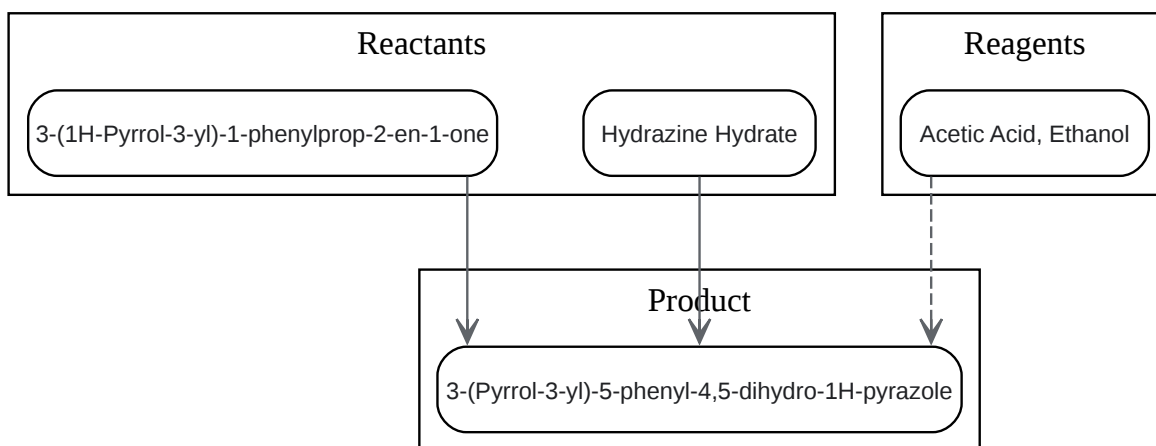 Reactants
Reagents
3-(1H-Pyrrol-3-yl)-1-phenylprop-2-en-1-one
Hydrazine Hydrate
Acetic Acid, Ethanol
Product
3-(Pyrrol-3-yl)-5-phenyl-4,5-dihydro-1H-pyrazole